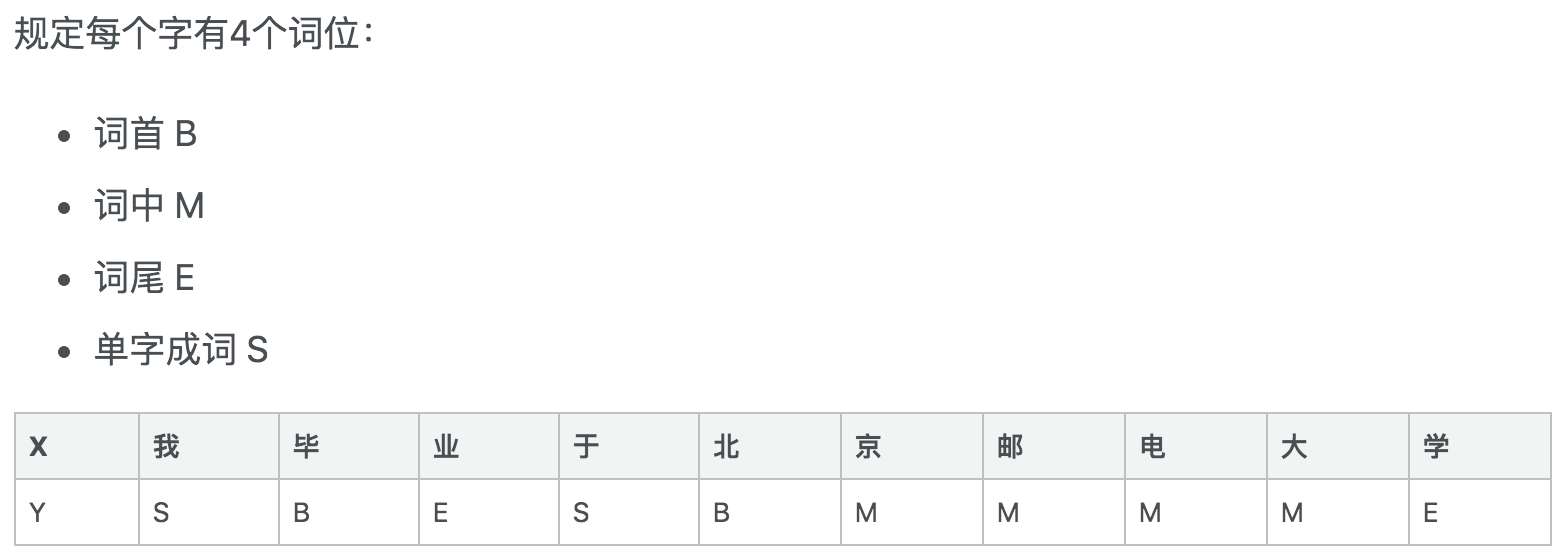 规定每个字有4个词位：
词首 B
词中 M
词尾 E
单字成词 S
X 我 毕 业 于 北 京 邮 电 大 学
Y S B E S B M M M M E